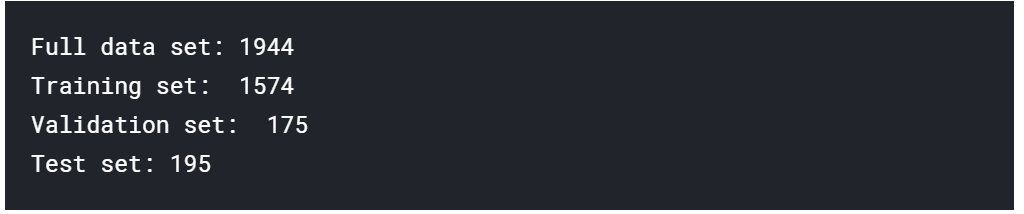 Full data set: 1944
Training set:  1574
Validation set:  175
Test set: 195